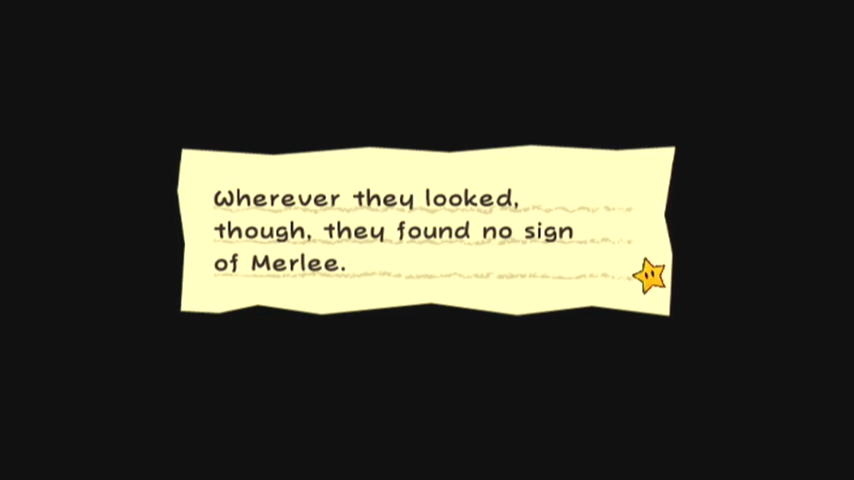 Wherever they looked,
though, they found no sign
of Merlee.